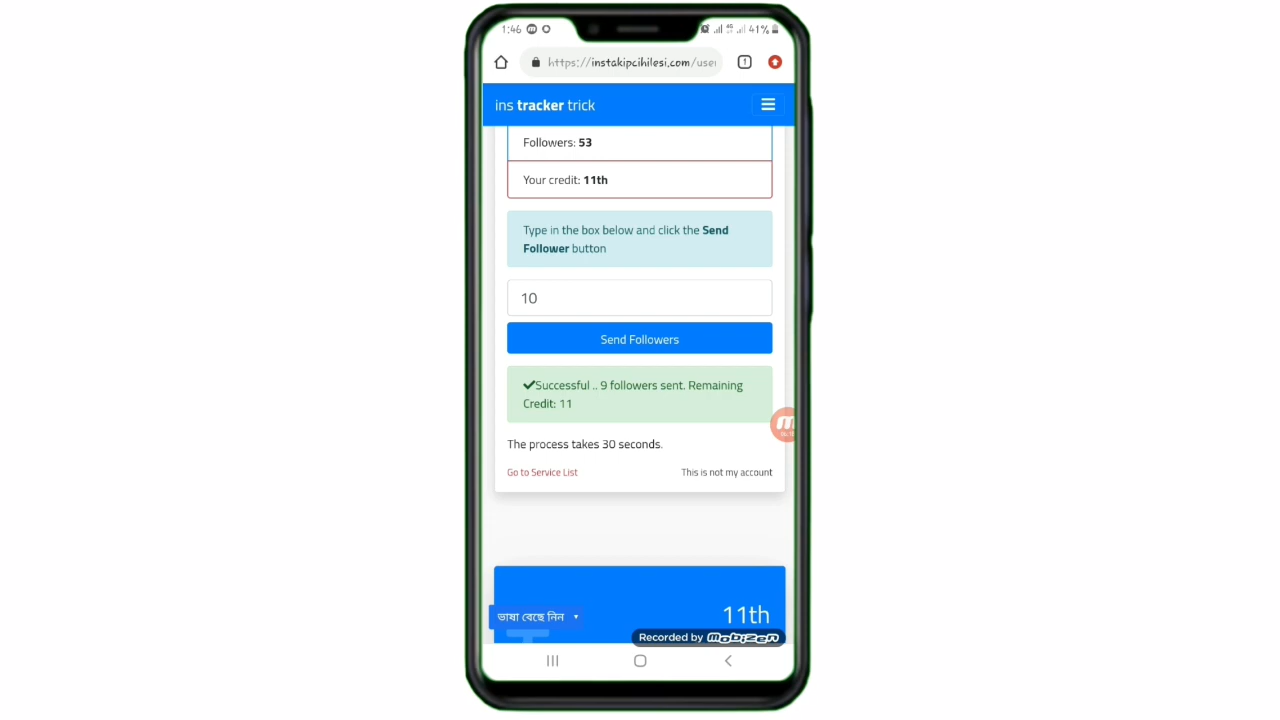 1:46
4G
41%
https://instakipcihilesi.com/user
1
ins tracker trick
Followers: 53
Your credit: 11th
Type in the box below and click the Send
Follower button
10
Send Followers
Successful .. 9 followers sent. Remaining
Credit: 11
The process takes 30 seconds.
Go to Service List
This is not my account
11th
ভাষা বেছে নিন
Recorded by mobizen